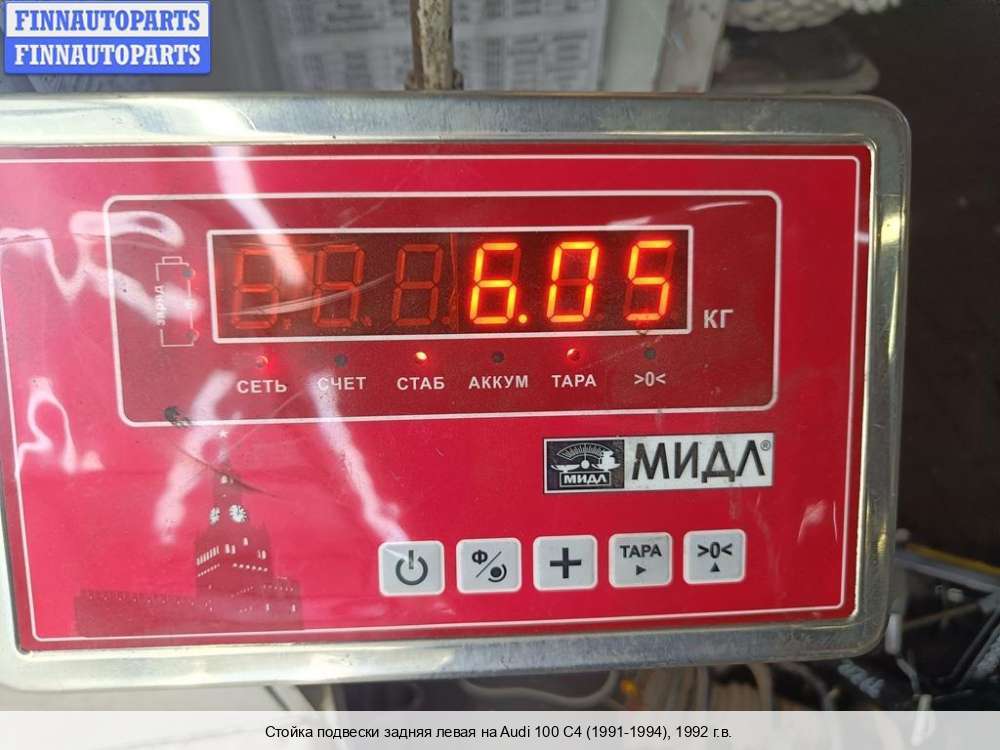 FINNAUTOPARTS
FINNAUTOPARTS
заряд
6.05
КГ
СЕТЬ СЧЕТ СТАБ АККУМ ТАРА >0<
МИДЛ МИДЛ®
Ф ТАРА >0<
Стойка подвески задняя левая на Audi 100 C4 (1991-1994), 1992 г.в.